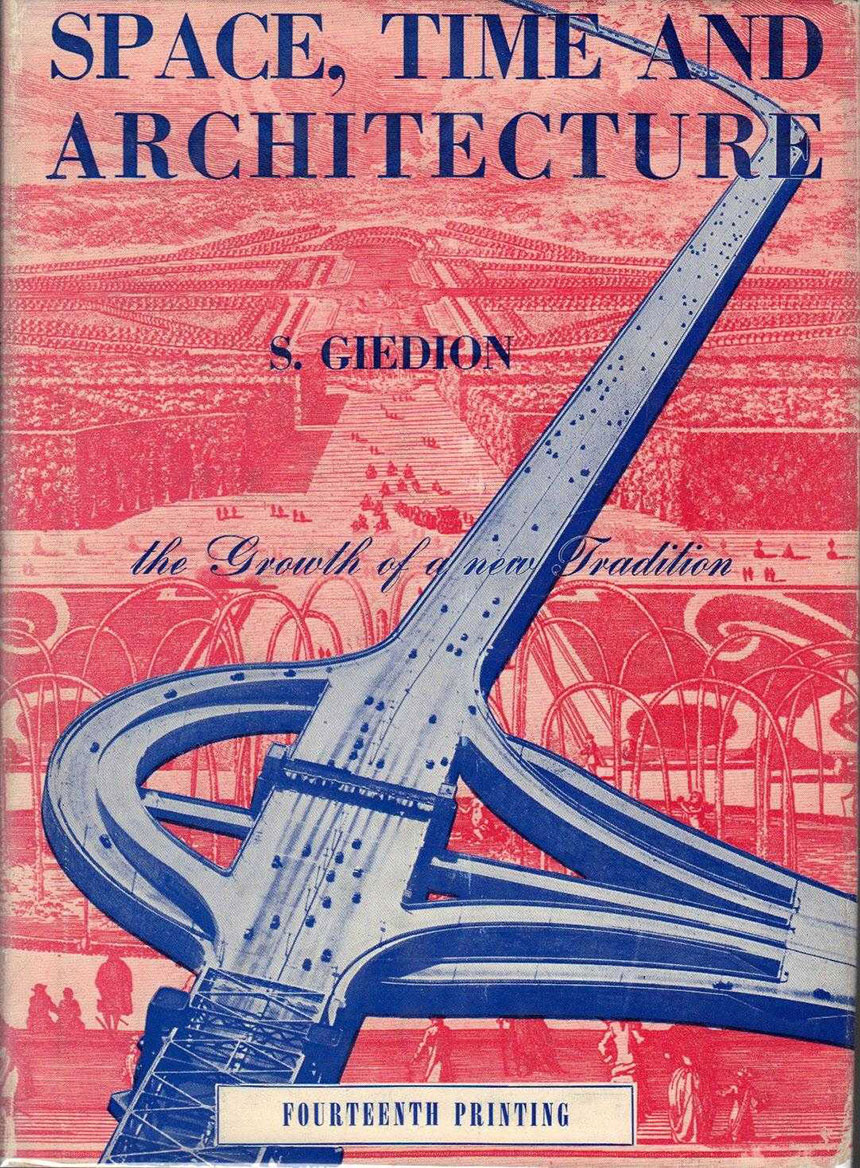 SPACE, TIME AND
ARCHITECTURE
S. GIEDION
the Growth of a new Tradition
FOURTEENTH PRINTING